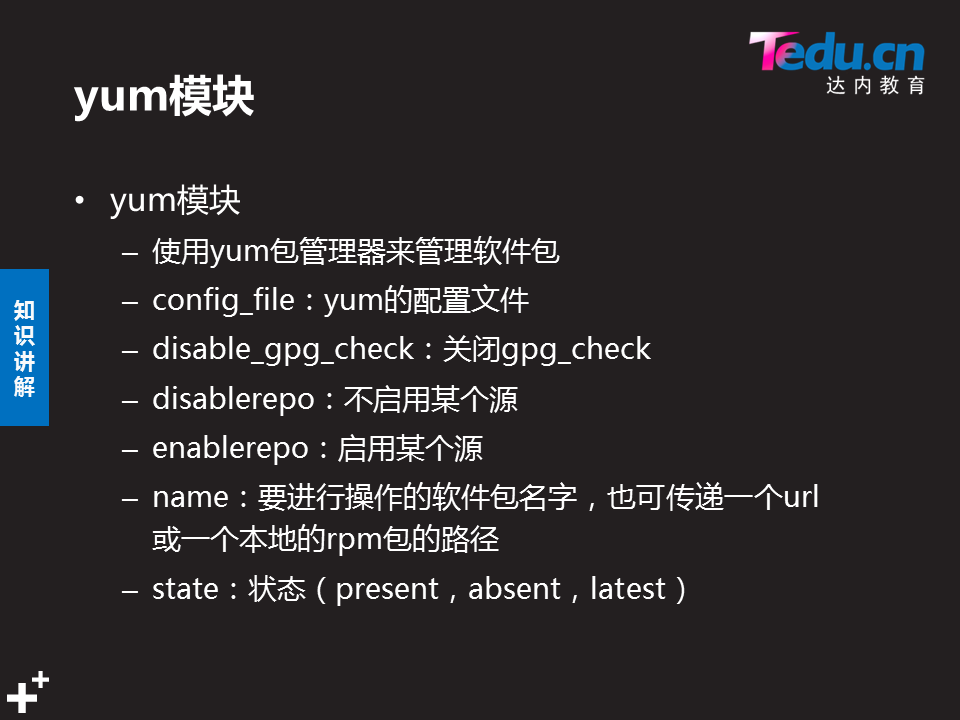 Tedu.cn
达内教育
yum模块
• yum模块
– 使用yum包管理器来管理软件包
– config_file：yum的配置文件
– disable_gpg_check：关闭gpg_check
– disablerepo：不启用某个源
– enablerepo：启用某个源
– name：要进行操作的软件包名字，也可传递一个url
或一个本地的rpm包的路径
– state：状态（present，absent，latest）
知
识
讲
解